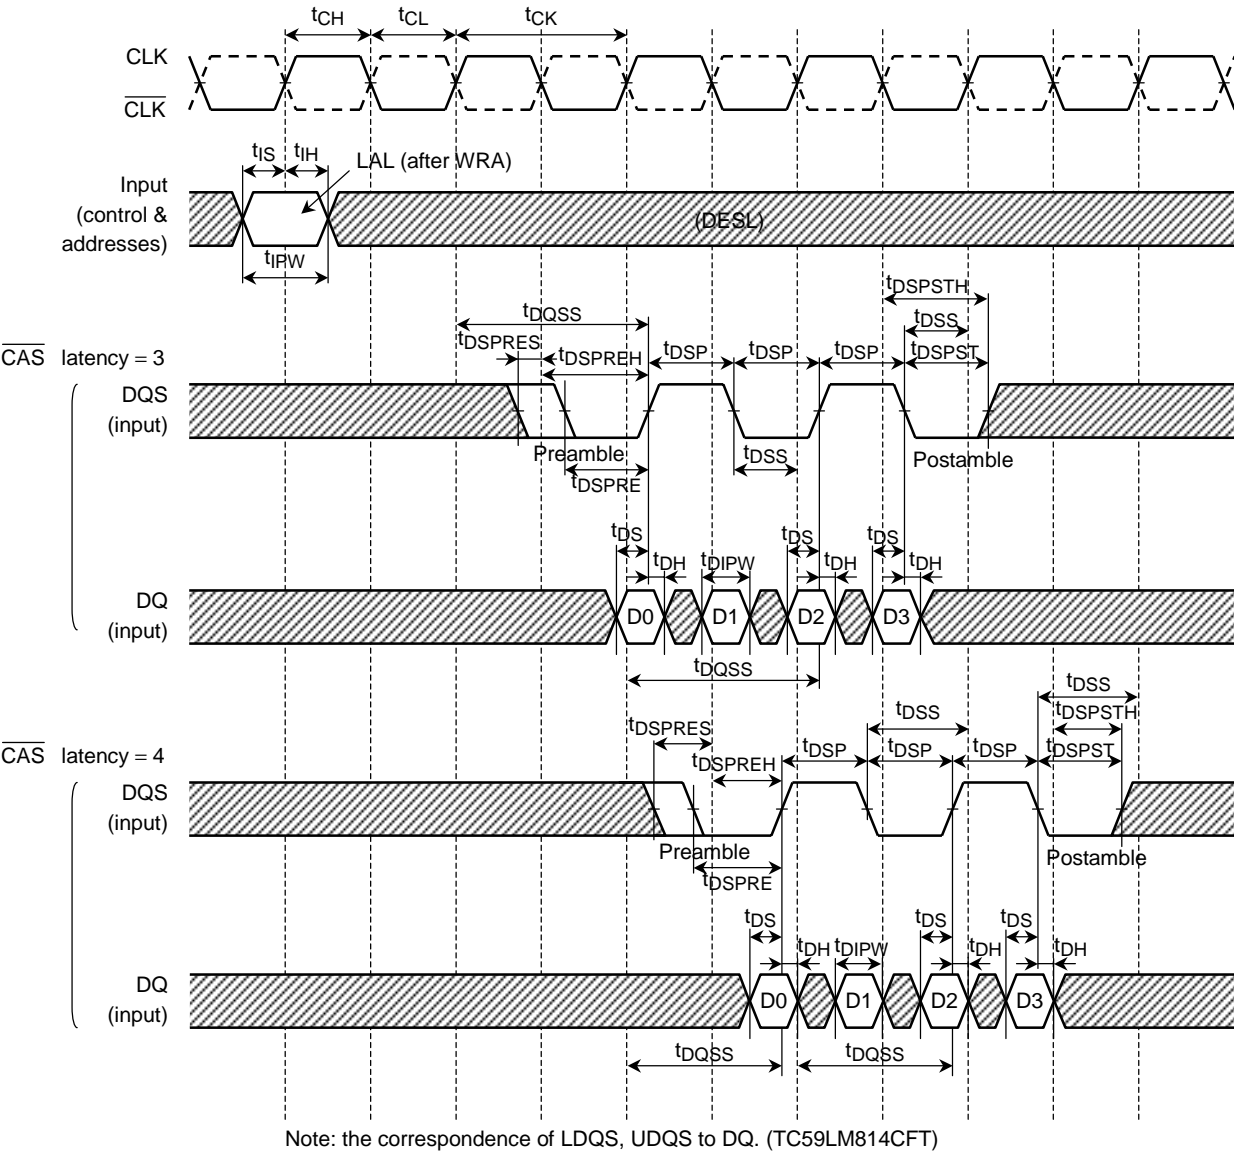 tCH tCL tCK
CLK
CLK
tIS tIH LAL (after WRA)
Input
(control &
addresses)
(DESL)
tIPW
tDSPSTH
tDQSS tDSS
tDSPRES tDSPREH tDSP tDSP tDSP tDSPST
CAS latency = 3
DQS
(input)
Preamble tDSS Postamble
tDSPRE
tDS tDS tDS
tDH tDIPW tDH tDH
DQ
(input)
D0 D1 D2 D3
tDQSS
tDSS
tDSPRES tDSS tDSPSTH
CAS latency = 4
tDSPREH tDSP tDSP tDSP tDSPST
DQS
(input)
Preamble Postamble
tDSPRE
tDS tDS tDS
tDH tDIPW tDH tDH
DQ
(input)
D0 D1 D2 D3
tDQSS tDQSS
Note: the correspondence of LDQS, UDQS to DQ. (TC59LM814CFT)